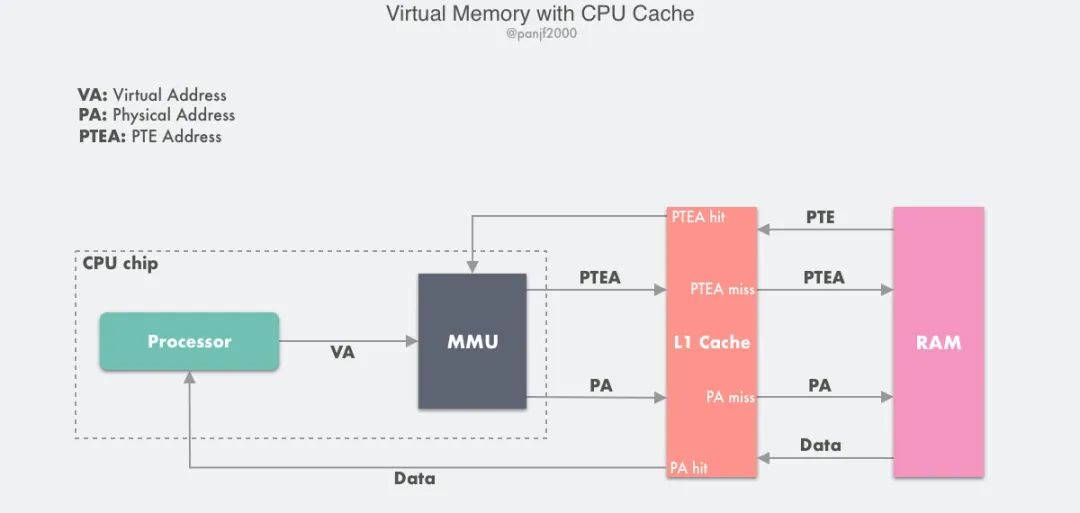 Virtual Memory with CPU Cache
@panjf2000
VA: Virtual Address
PA: Physical Address
PTEA: PTE Address
PTEA hit
PTE
CPU chip
PTEA
PTEA miss
PTEA
Processor
VA
MMU
L1 Cache
RAM
PA
PA miss
PA
Data
PA hit
Data